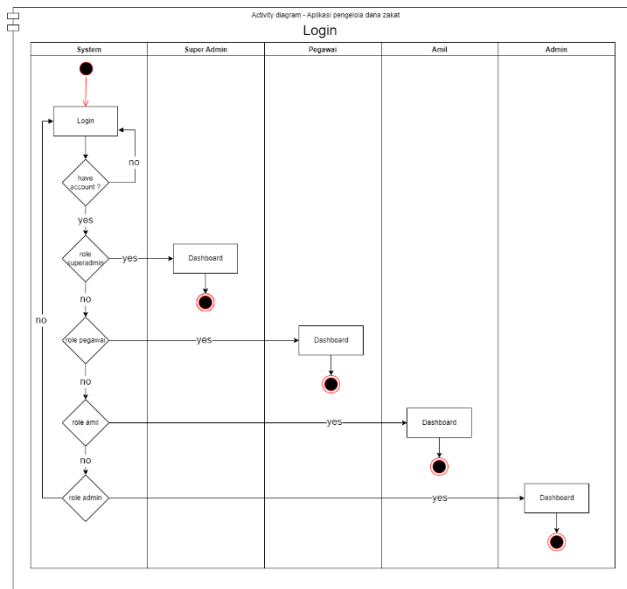 Activity diagram - Aplikasi pengelola dana zakat
Login
System
Super Admin
Pegawai
Amil
Admin
Login
no
have
account ?
yes
role
superadmin
yes
Dashboard
no
no
role pegawai
yes
Dashboard
no
role amil
yes
Dashboard
no
role admin
yes
Dashboard